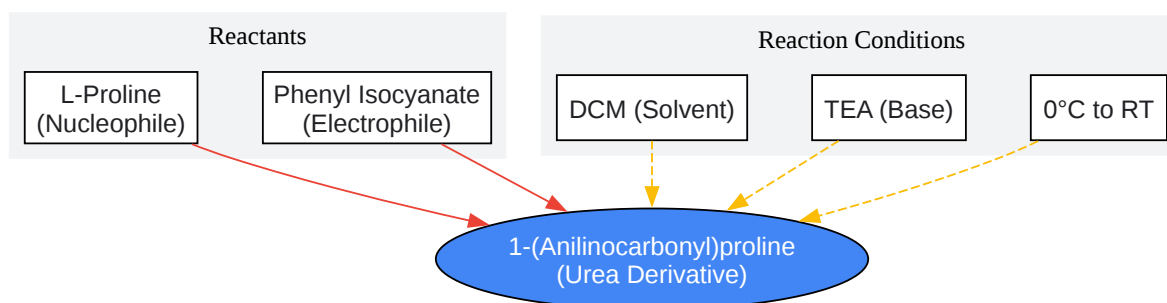 Reactants
Reaction Conditions
L-Proline
(Nucleophile)
Phenyl Isocyanate
(Electrophile)
DCM (Solvent)
TEA (Base)
0°C to RT
1-(Anilinocarbonyl)proline
(Urea Derivative)